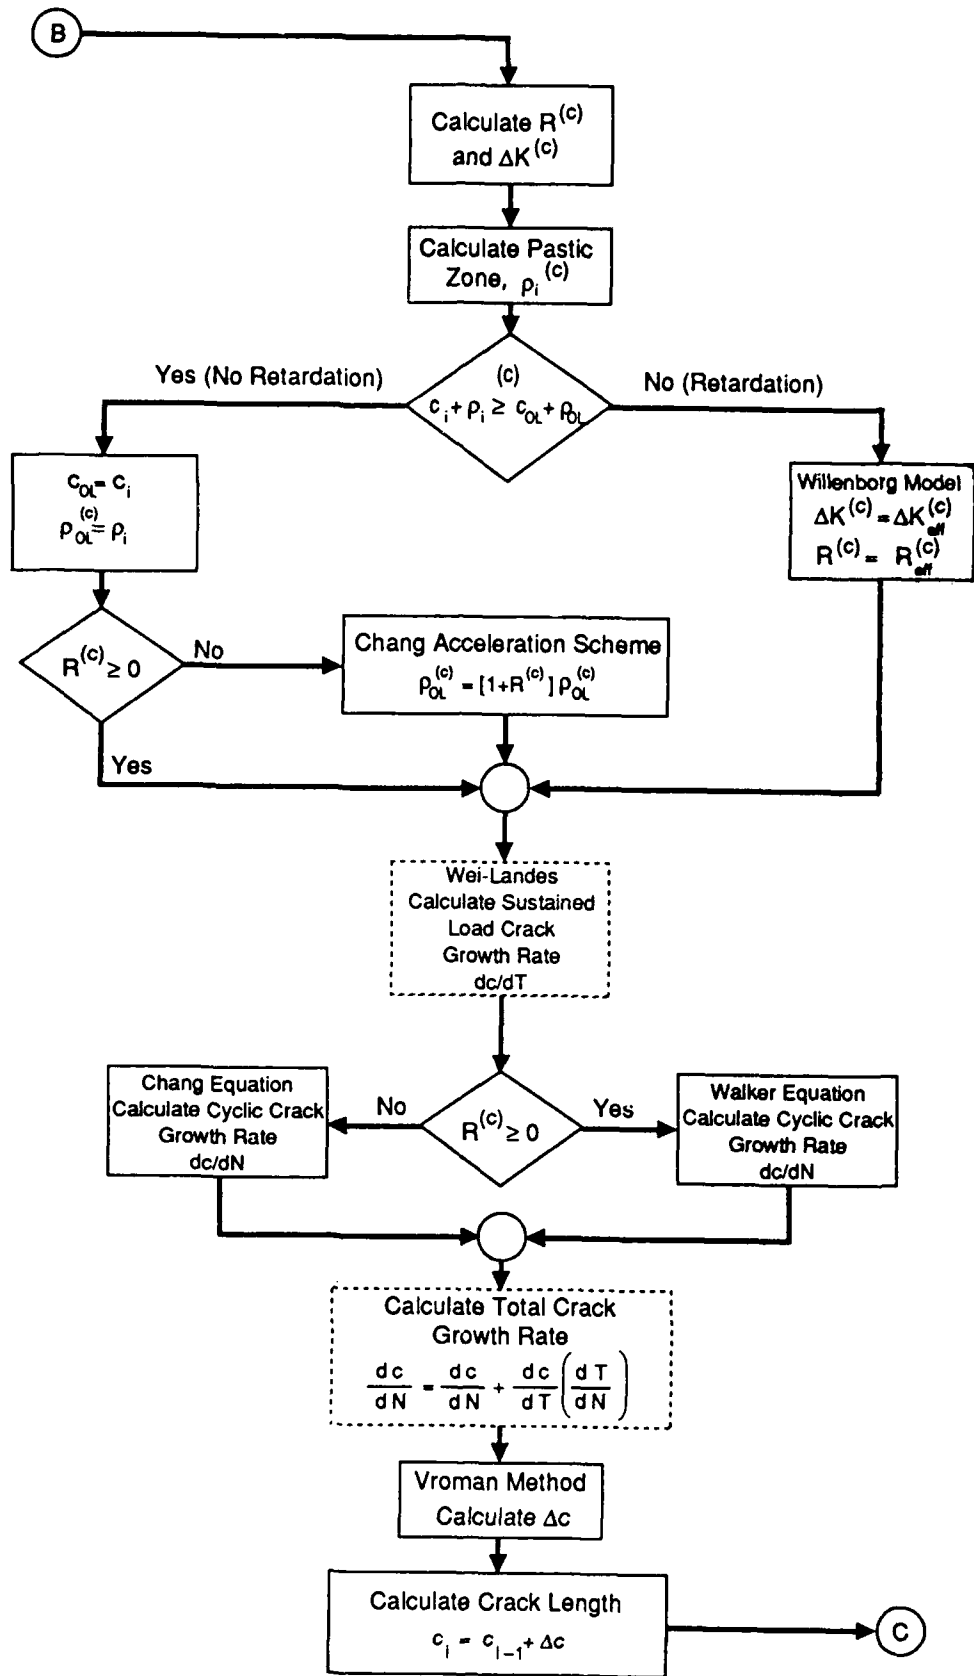 B
Calculate R^(c)
and ΔK^(c)
Calculate Pastic
Zone, ρ_i^(c)
Yes (No Retardation)
(c)
c_i + ρ_i ≥ c_OL + ρ_OL
No (Retardation)
c_OL = c_i
ρ_OL^(c) = ρ_i
Willenborg Model
ΔK^(c) = ΔK_eff^(c)
R^(c) = R_eff^(c)
R^(c) ≥ 0
No
Chang Acceleration Scheme
ρ_OL^(c) = [1+R^(c)] ρ_OL^(c)
Yes
Wei-Landes
Calculate Sustained
Load Crack
Growth Rate
dc/dT
Chang Equation
Calculate Cyclic Crack
Growth Rate
dc/dN
No
R^(c) ≥ 0
Yes
Walker Equation
Calculate Cyclic Crack
Growth Rate
dc/dN
Calculate Total Crack
Growth Rate
dc/dN = dc/dN + dc/dT (dT/dN)
Vroman Method
Calculate Δc
Calculate Crack Length
c_i = c_i-1 + Δc
C